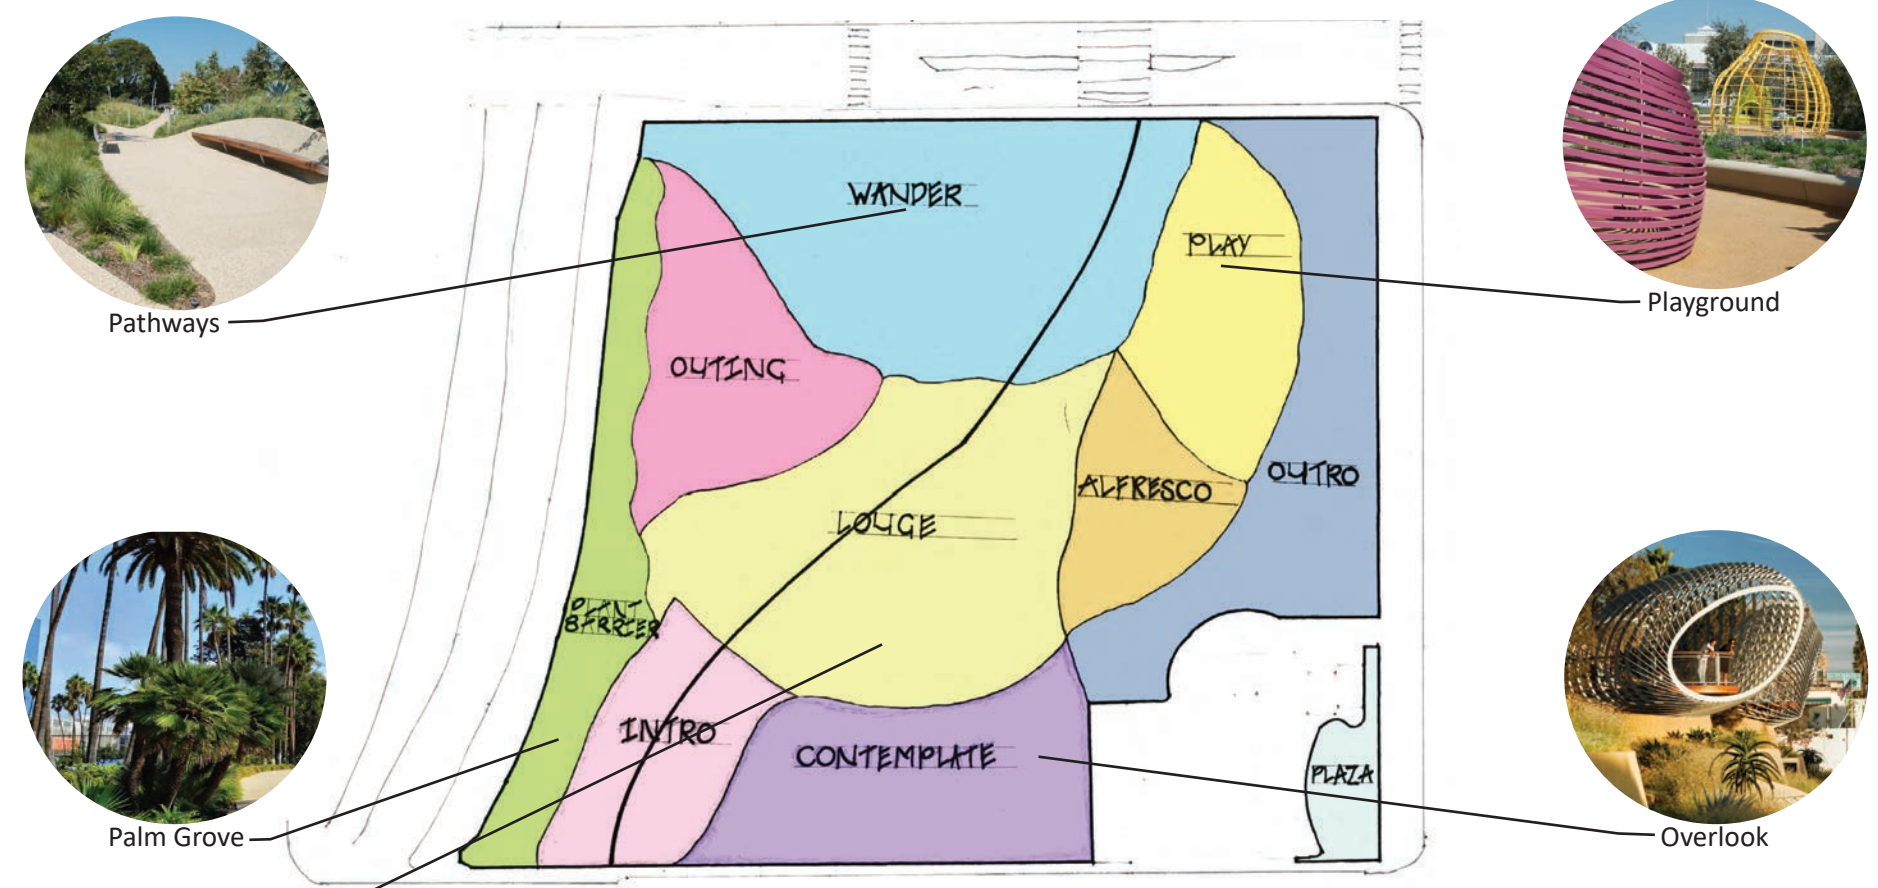 WANDER
PLAY
Pathways
Playground
OUTING
ALFRESCO
OUTRO
LOUGE
PLANT
BARRIER
INTRO
CONTEMPLATE
PLAZA
Palm Grove
Overlook